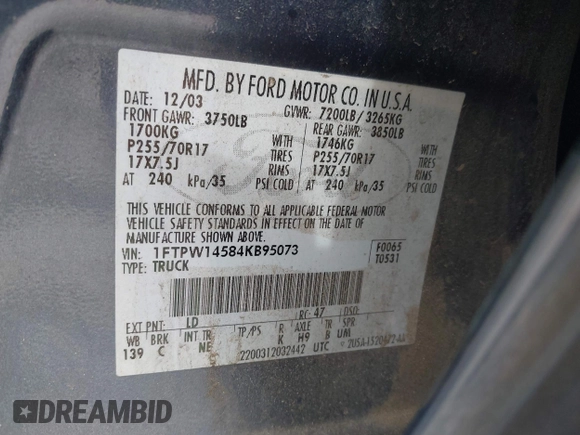 MFD. BY FORD MOTOR CO. IN U.S.A.
DATE: 12/03 GVWR: 7200LB/ 3265KG
FRONT GAWR: 3750LB REAR GAWR: 3850LB
1700KG WITH 1746KG WITH
P255/70R17 TIRES P255/70R17 TIRES
17X7.5J RIMS 17X7.5J RIMS
AT 240 kPa/35 PSI COLD AT 240 kPa/35 PSI COLD
THIS VEHICLE CONFORMS TO ALL APPLICABLE FEDERAL MOTOR
VEHICLE SAFETY STANDARDS IN EFFECT ON THE DATE OF
MANUFACTURE SHOWN ABOVE.
VIN: 1FTPW14584KB95073 F0065
TYPE: TRUCK T0531
EXT PNT: LD RC: 47 DSO:
WB BRK INT TR TP/PS R AXLE TR SPR
139 C NE K H9 B UM
2200312032442 UTC
DREAMBID